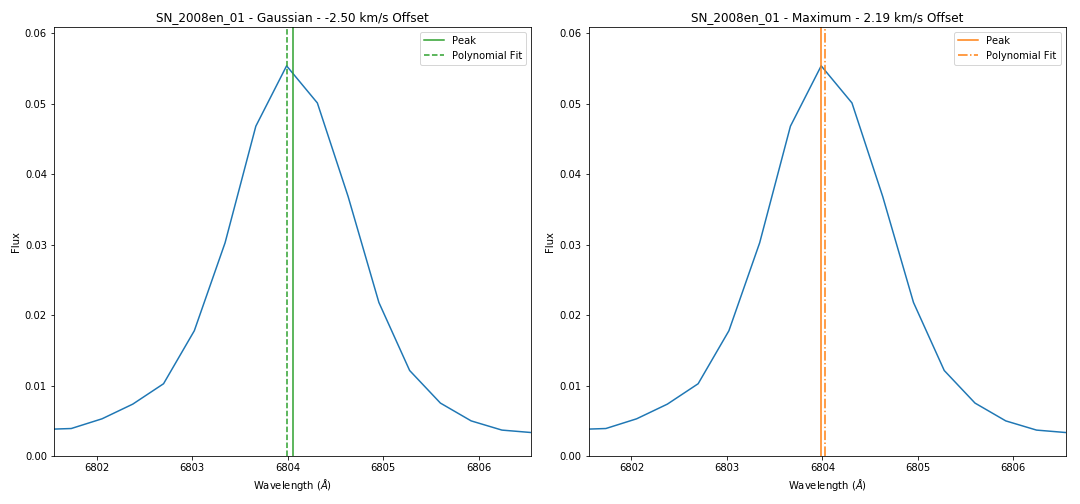 SN_2008en_01 - Gaussian - -2.50 km/s Offset
Peak
Polynomial Fit
0.06
0.05
0.04
0.03
0.02
0.01
0.00
Flux
6802 6803 6804 6805 6806
Wavelength (Å)
SN_2008en_01 - Maximum - 2.19 km/s Offset
Peak
Polynomial Fit
0.06
0.05
0.04
0.03
0.02
0.01
0.00
Flux
6802 6803 6804 6805 6806
Wavelength (Å)